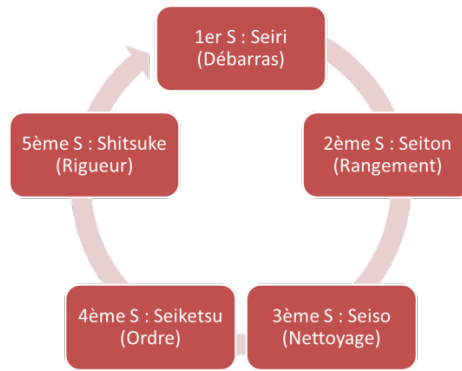 1er S : Seiri
(Débarras)
2ème S : Seiton
(Rangement)
3ème S : Seiso
(Nettoyage)
4ème S : Seiketsu
(Ordre)
5ème S : Shitsuke
(Rigueur)